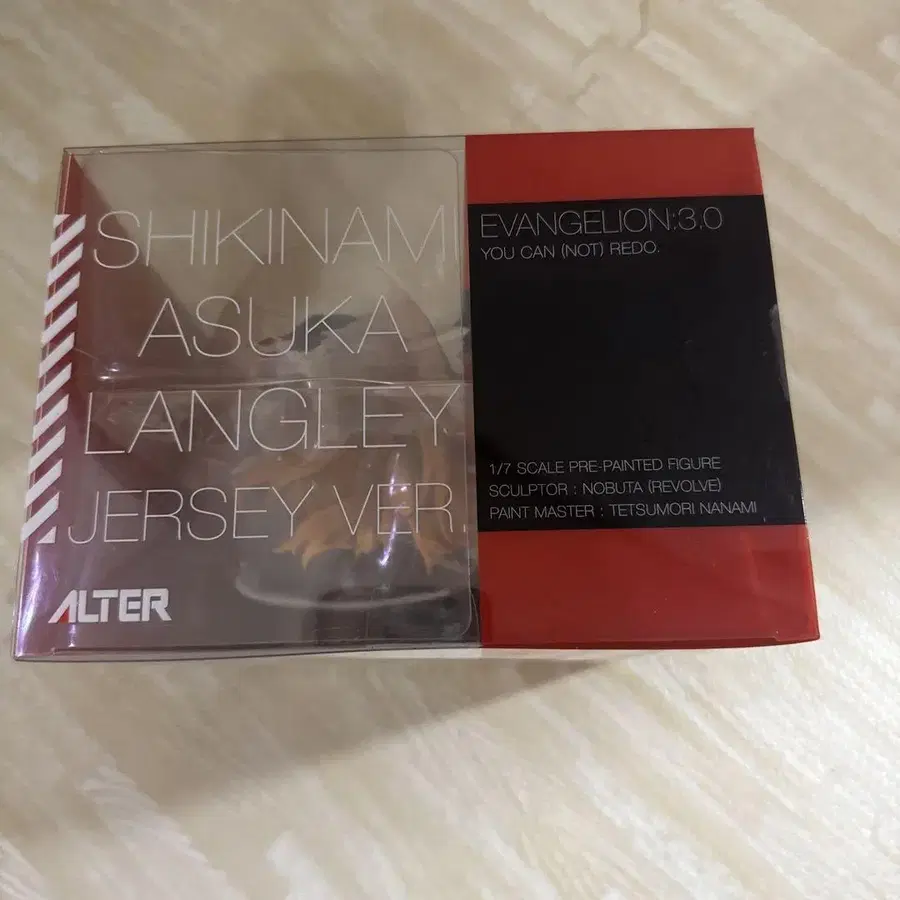 SHIKINAMI
ASUKA
LANGLEY
JERSEY VER.
ALTER
EVANGELION:3.0
YOU CAN (NOT) REDO.
1/7 SCALE PRE-PAINTED FIGURE
SCULPTOR : NOBUTA (REVOLVE)
PAINT MASTER : TETSUMORI NANAMI